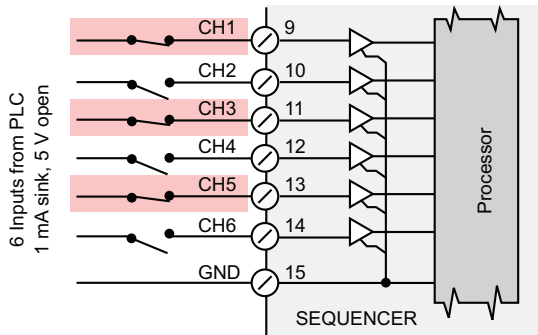 6 Inputs from PLC
1 mA sink, 5 V open
CH1 9
CH2 10
CH3 11
CH4 12
CH5 13
CH6 14
GND 15
Processor
SEQUENCER